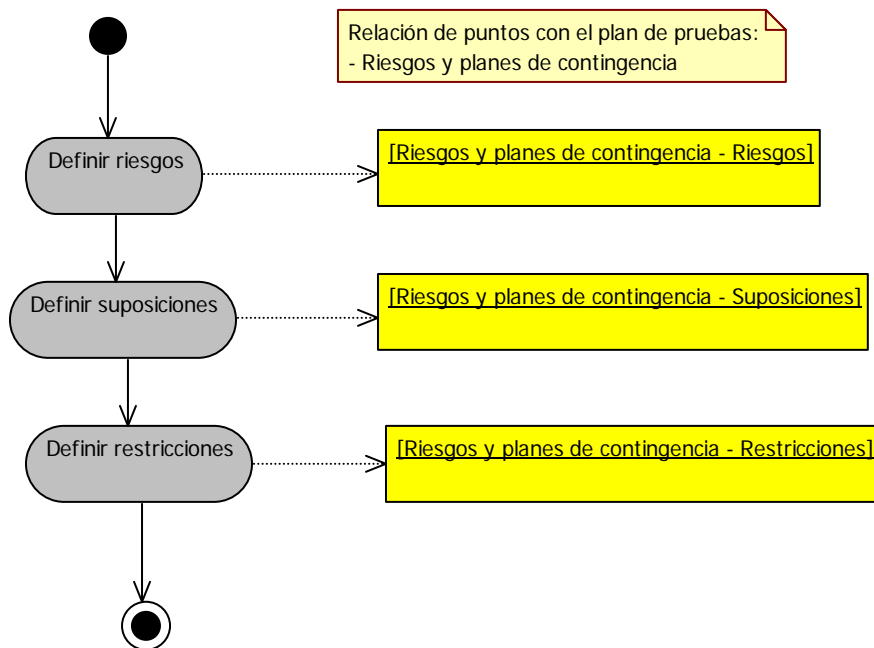 Relación de puntos con el plan de pruebas:
- Riesgos y planes de contingencia
Definir riesgos
[Riesgos y planes de contingencia - Riesgos]
Definir suposiciones
[Riesgos y planes de contingencia - Suposiciones]
Definir restricciones
[Riesgos y planes de contingencia - Restricciones]